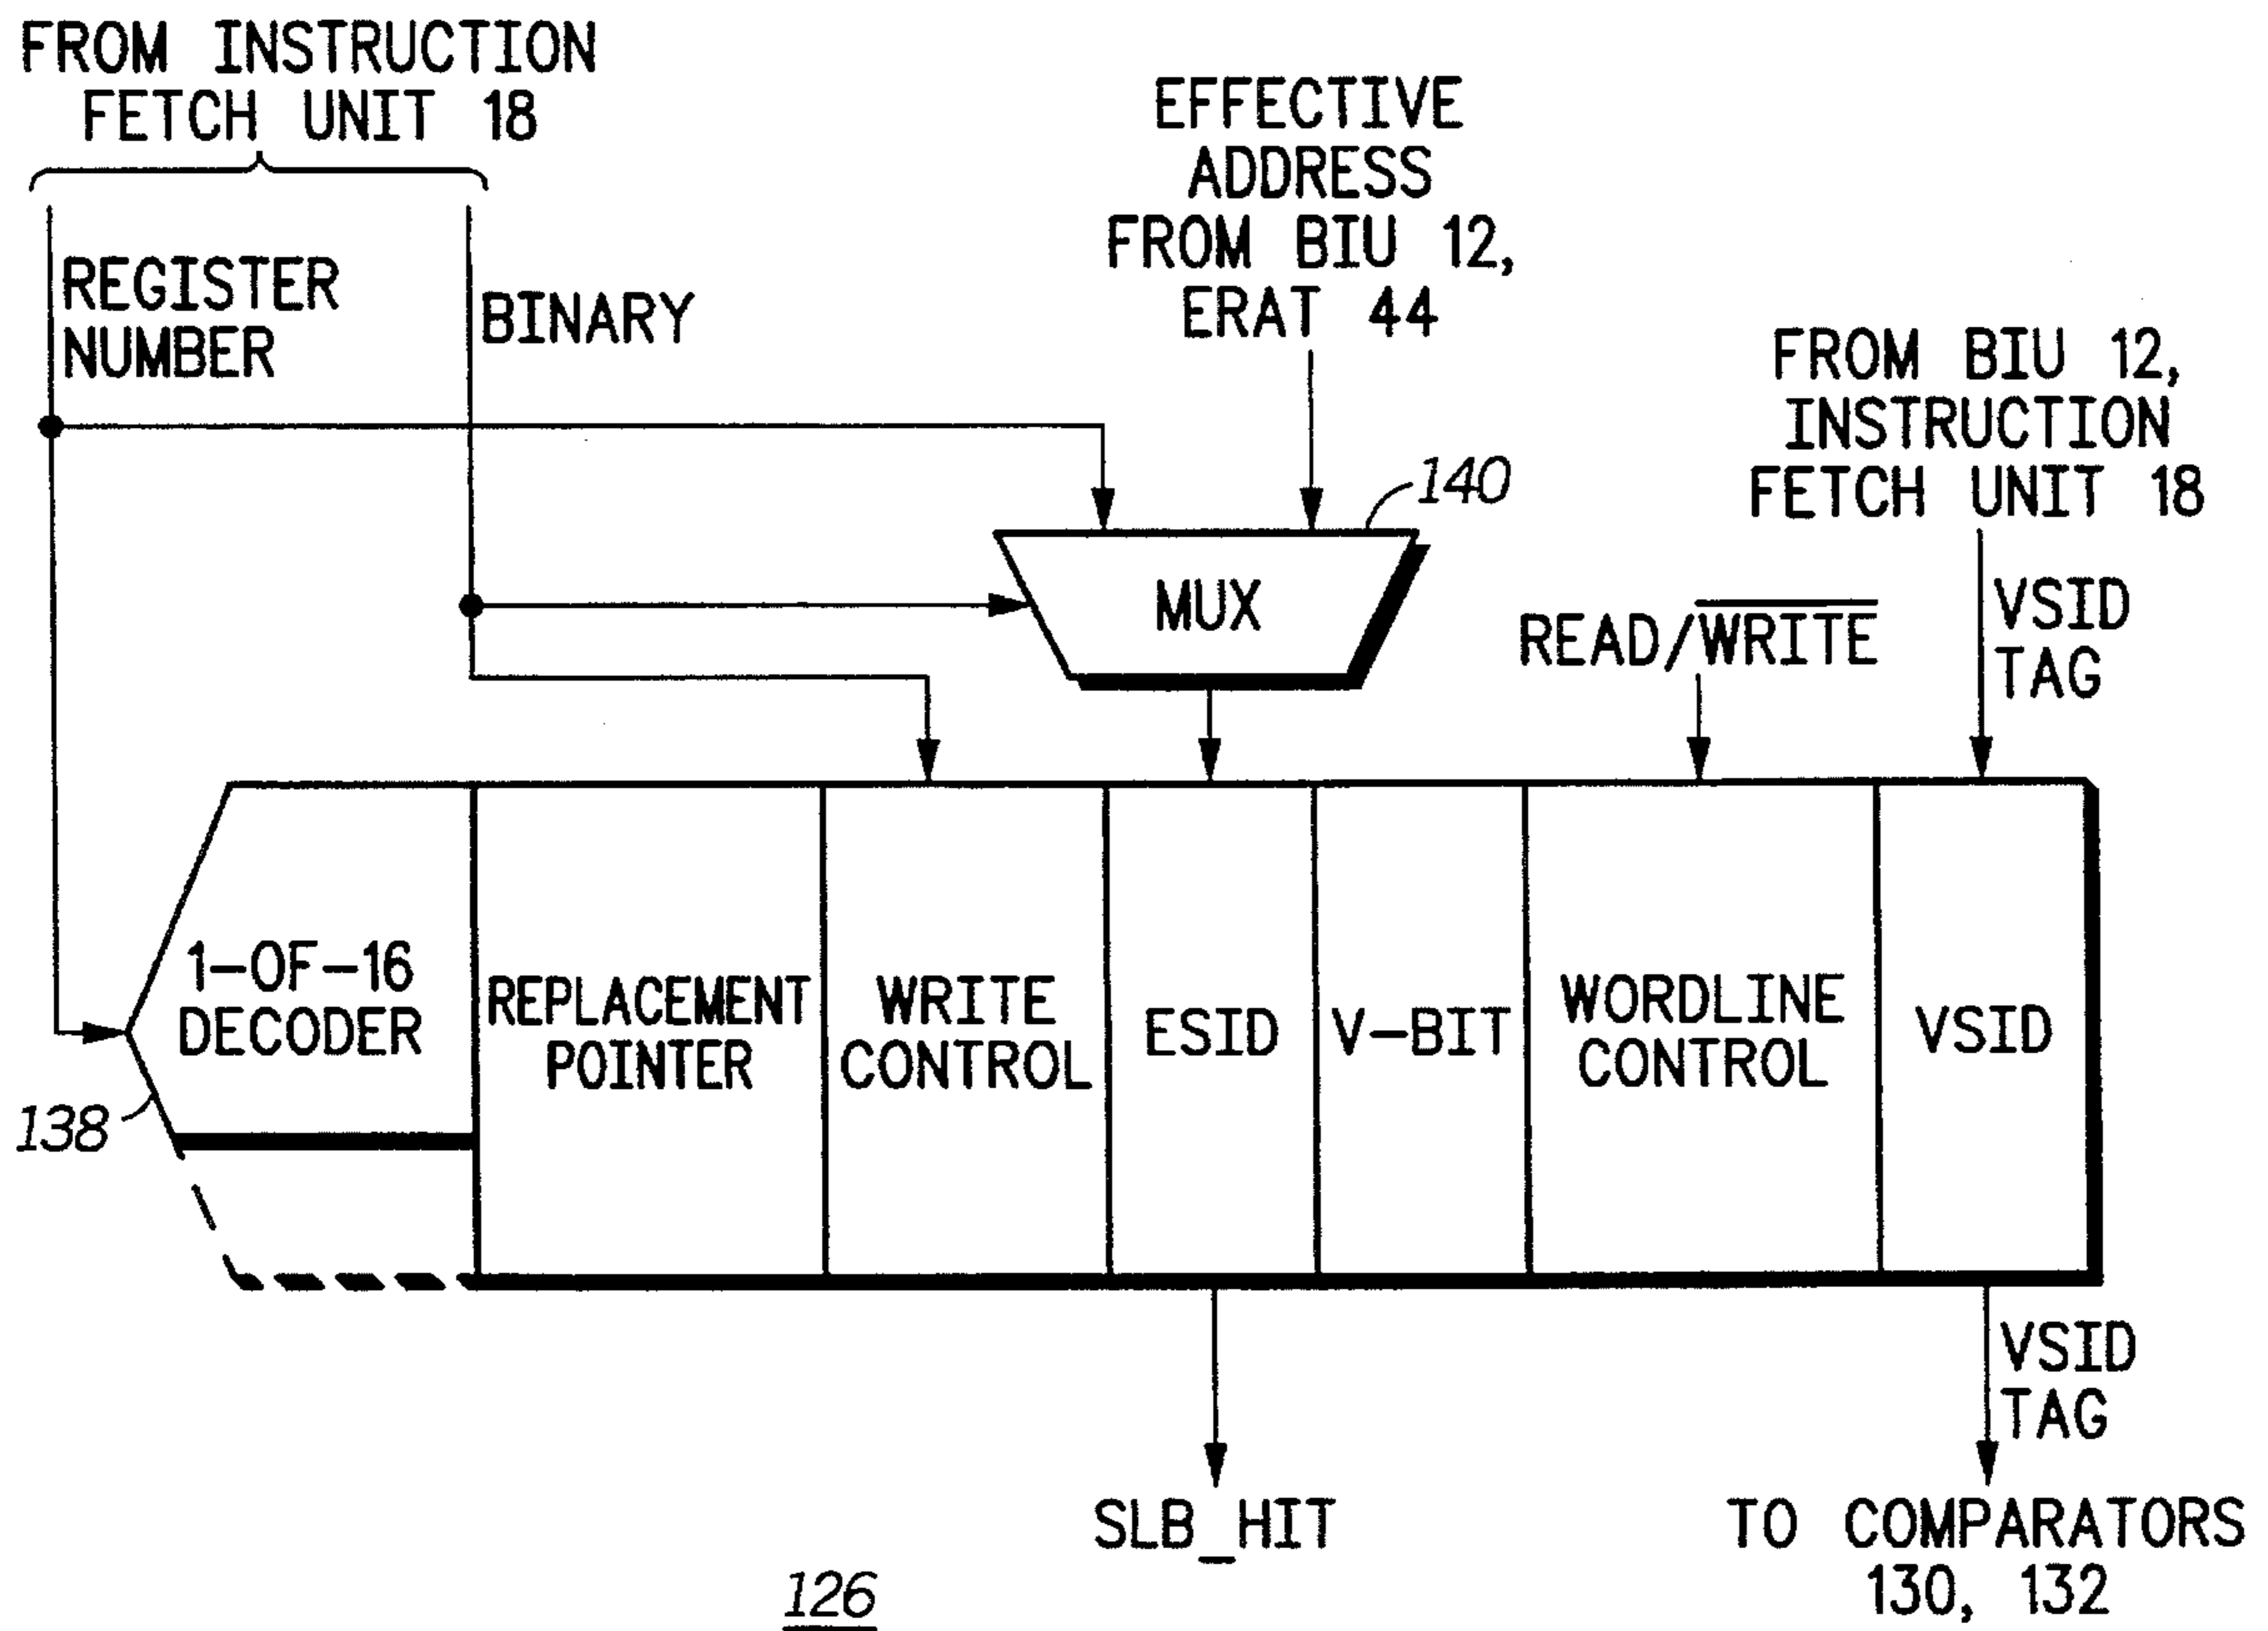 FROM INSTRUCTION
FETCH UNIT 18
REGISTER
NUMBER
BINARY
EFFECTIVE
ADDRESS
FROM BIU 12,
ERAT 44
FROM BIU 12,
INSTRUCTION
FETCH UNIT 18
140
MUX
READ/WRITE
VSID
TAG
1-OF-16
DECODER
138
REPLACEMENT
POINTER
WRITE
CONTROL
ESID
V-BIT
WORDLINE
CONTROL
VSID
VSID
TAG
SLB_HIT
TO COMPARATORS
130, 132
126